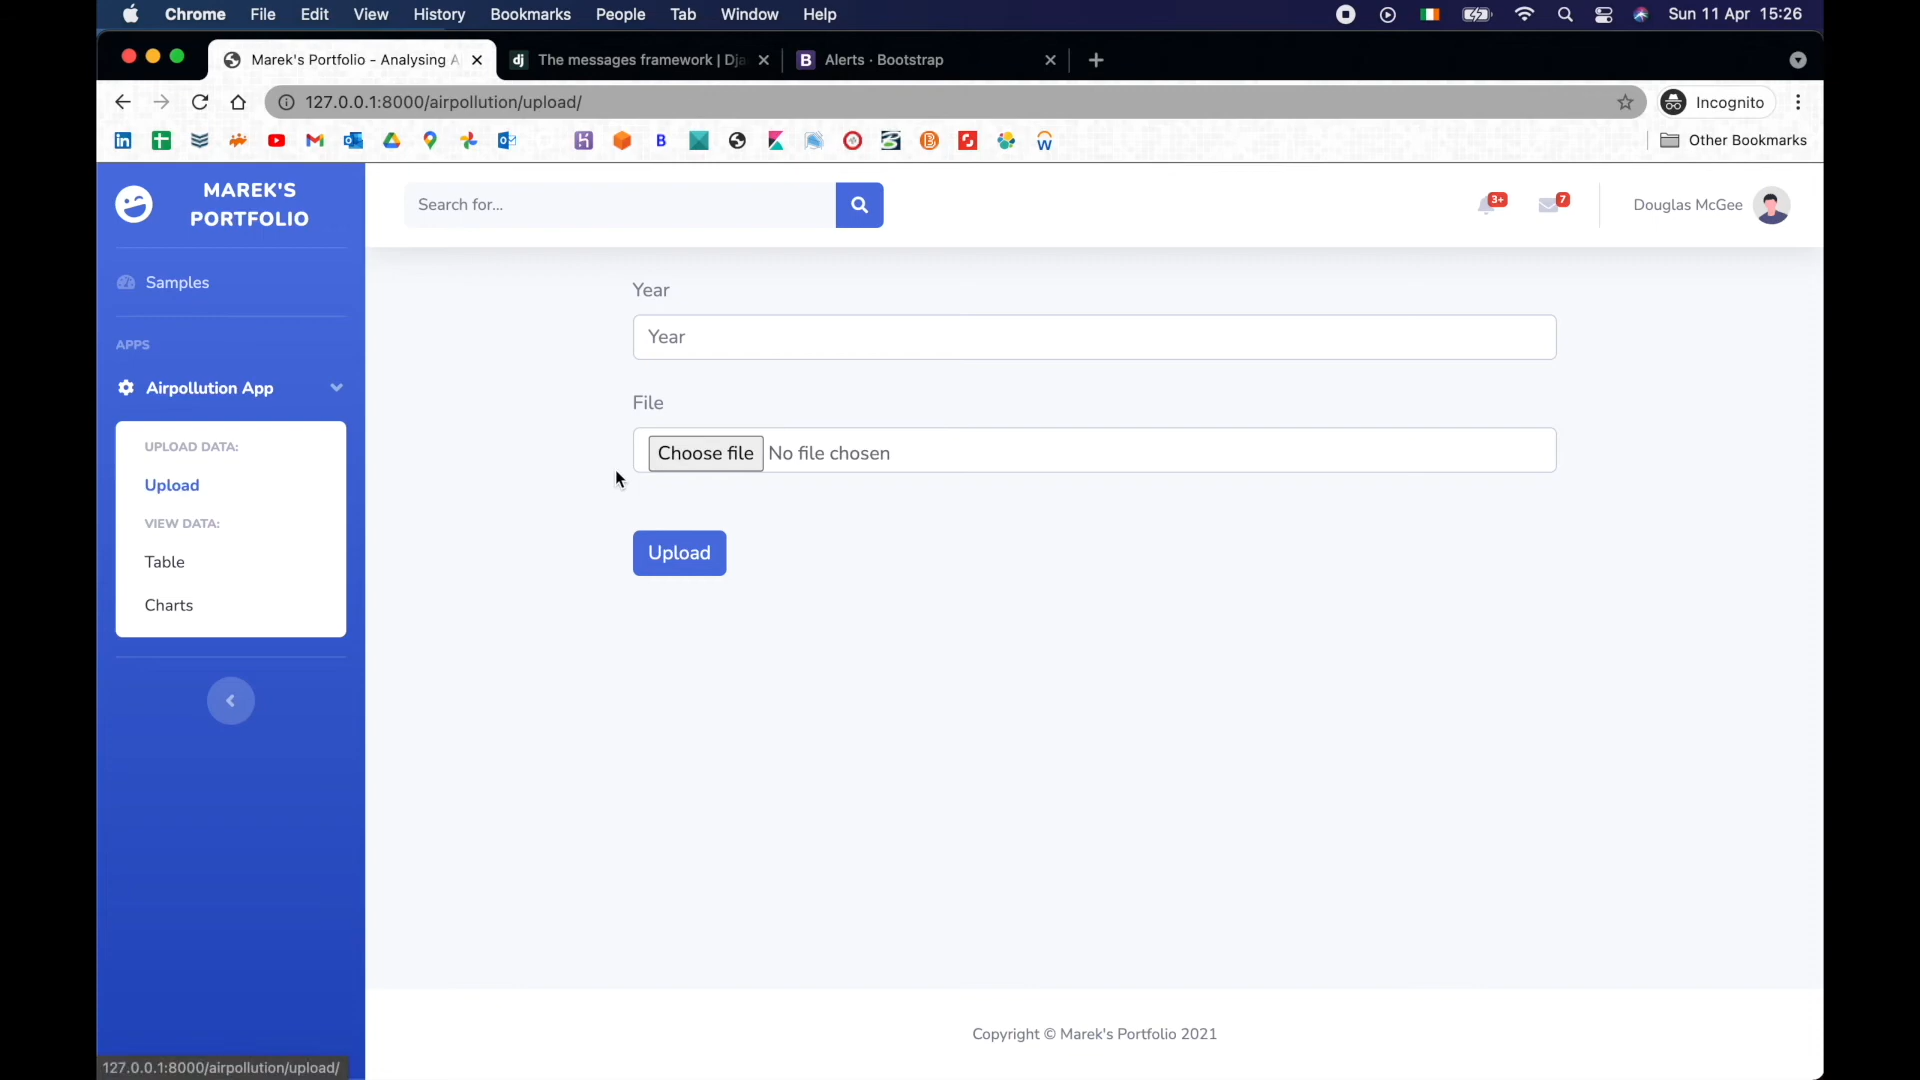 Chrome File Edit View History Bookmarks People Tab Window Help Sun 11 Apr 15:26
Marek's Portfolio - Analysing A dj The messages framework | Dja B Alerts · Bootstrap
127.0.0.1:8000/airpollution/upload/ Incognito
Other Bookmarks
MAREK'S
PORTFOLIO
Search for...
3+
7
Douglas McGee
Samples
APPS
Airpollution App
UPLOAD DATA:
Upload
VIEW DATA:
Table
Charts
Year
Year
File
Choose file No file chosen
Upload
Copyright © Marek's Portfolio 2021
127.0.0.1:8000/airpollution/upload/